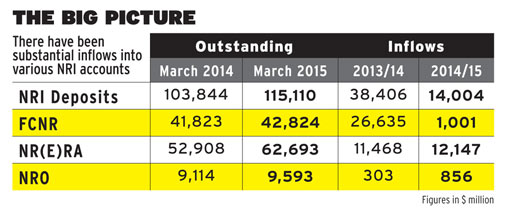 THE BIG PICTURE
There have been
substantial inflows into
various NRI accounts
Outstanding Inflows
March 2014 March 2015 2013/14 2014/15
NRI Deposits 103,844 115,110 38,406 14,004
FCNR 41,823 42,824 26,635 1,001
NR(E)RA 52,908 62,693 11,468 12,147
NRO 9,114 9,593 303 856
Figures in $ million